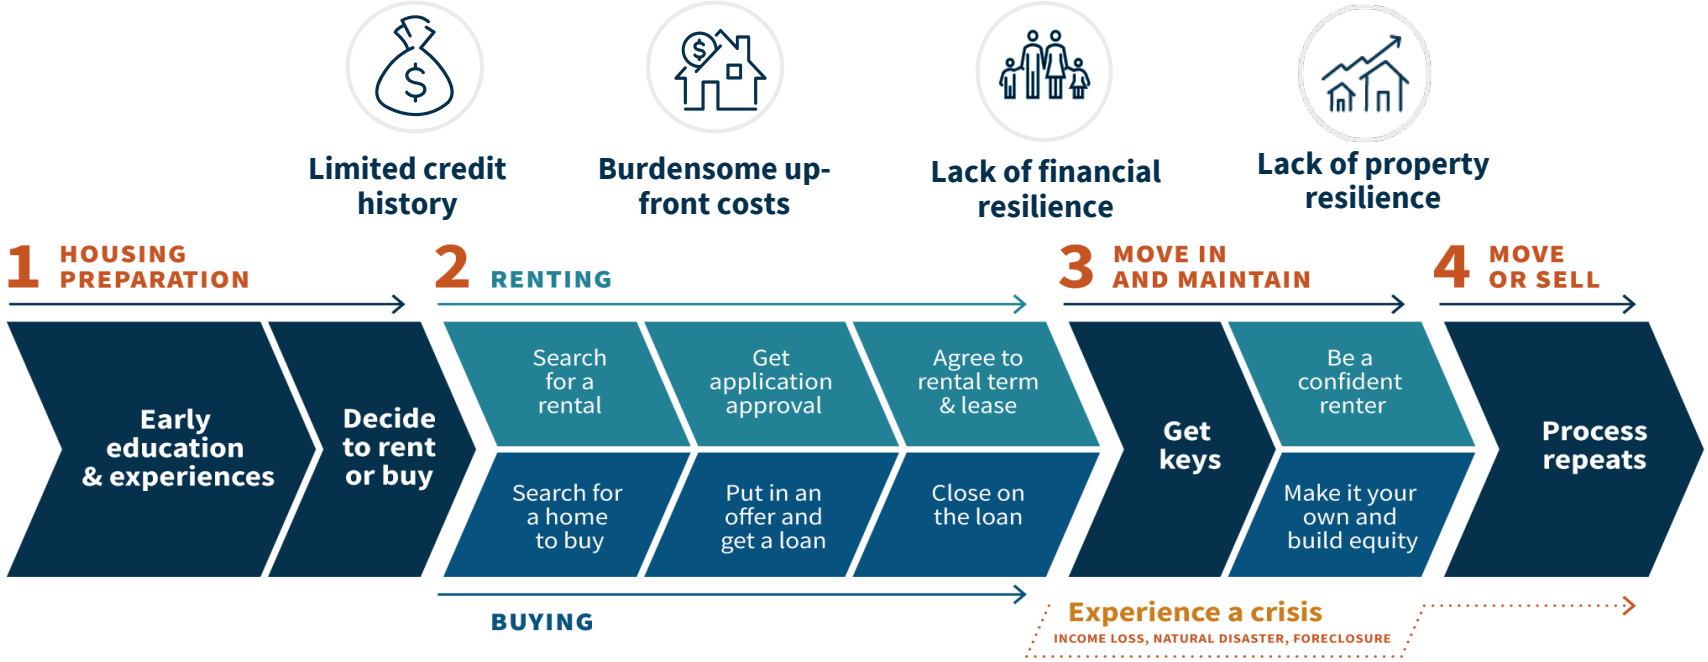 $
$
Limited credit
history
Burdensome up-
front costs
Lack of financial
resilience
Lack of property
resilience
1 HOUSING
PREPARATION
2 RENTING
3 MOVE IN
AND MAINTAIN
4 MOVE
OR SELL
Early
education
& experiences
Decide
to rent
or buy
Search
for a
rental
Get
application
approval
Agree to
rental term
& lease
Search for
a home
to buy
Put in an
offer and
get a loan
Close on
the loan
Get
keys
Be a
confident
renter
Make it your
own and
build equity
Process
repeats
BUYING
Experience a crisis
INCOME LOSS, NATURAL DISASTER, FORECLOSURE